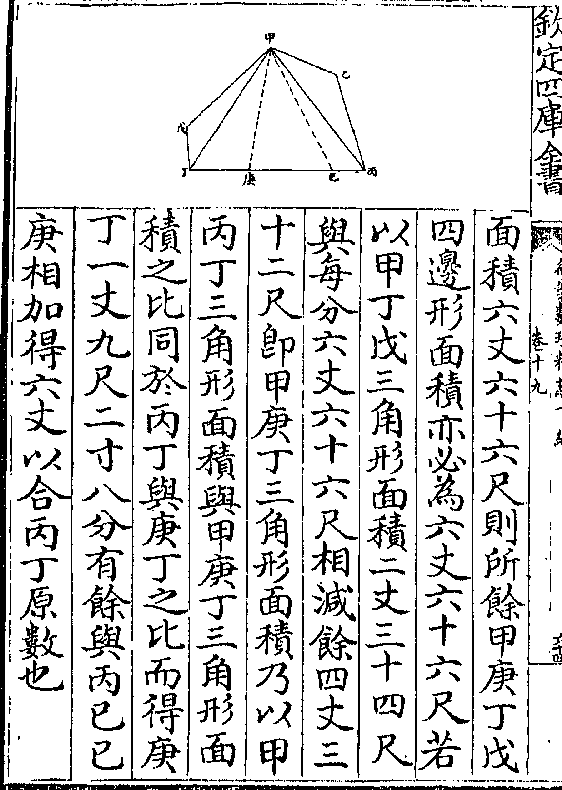 欽定四庫全書
卷十九
甲
乙
戊
丁
庚
巳
丙
面積六丈六十六尺則所餘甲庚丁戊
四邊形面積亦必為六丈六十六尺若
以甲丁戊三角形面積二丈三十四尺
與每分六丈六十六尺相減餘四丈三
十二尺即甲庚丁三角形面積乃以甲
丙丁三角形面積與甲庚丁三角形面
積之比同於丙丁與庚丁之比而得庚
丁一丈九尺二寸八分有餘與丙巳巳
庚相加得六丈以合丙丁原數也